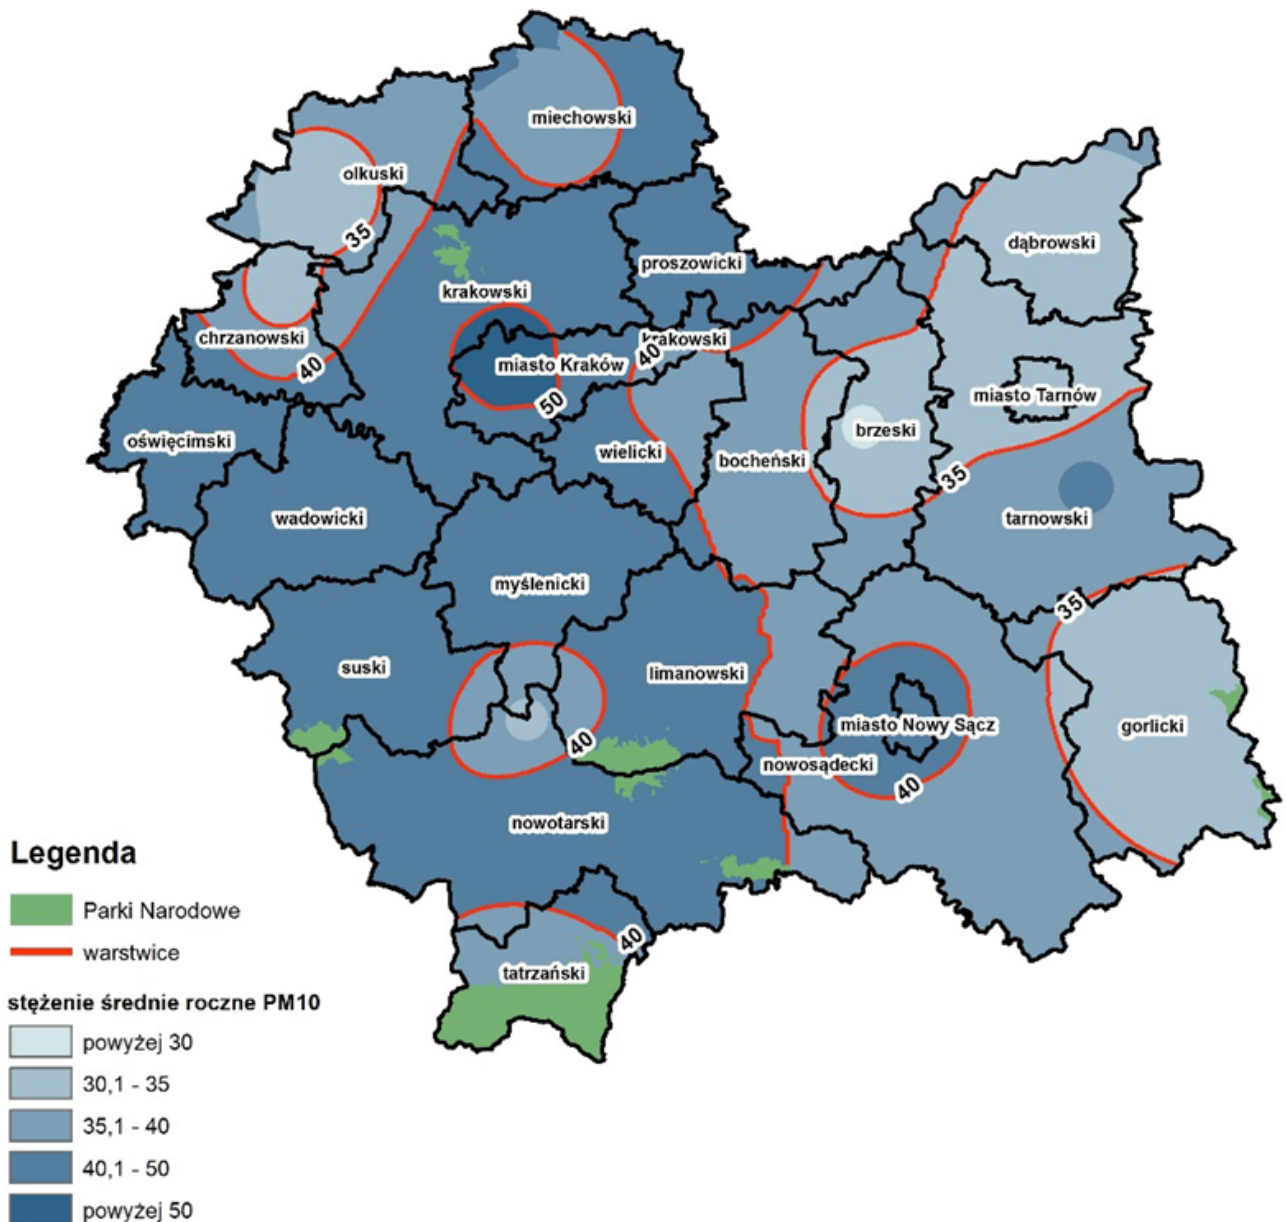 miechowski
olkuski
35
dąbrowski
proszowicki
krakowski
chrzanowski
40
krakowski
40
miasto Kraków
50
miasto Tarnów
oświęcimski
wielicki
bocheński
brzeski
35
wadowicki
tarnowski
myślenicki
35
suski
limanowski
miasto Nowy Sącz
gorlicki
40
nowosądecki
40
nowotarski
40
tatrzański
Legenda
Parki Narodowe
warstwice
stężenie średnie roczne PM10
powyżej 30
30,1 - 35
35,1 - 40
40,1 - 50
powyżej 50